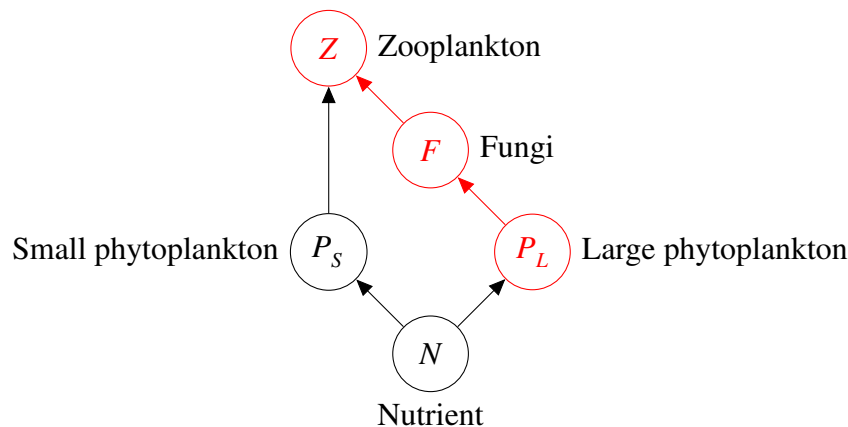 Z Zooplankton
F Fungi
Small phytoplankton P_S P_L Large phytoplankton
N
Nutrient